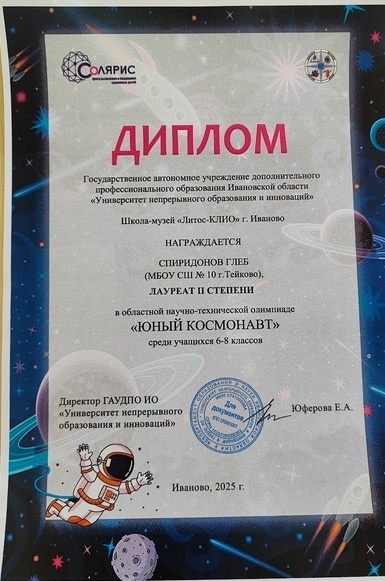 СОЛЯРИС
ДИПЛОМ
Государственное автономное учреждение дополнительного
профессионального образования Ивановской области
«Университет непрерывного образования и инноваций»
Школа-музей «Литос-КЛИО» г. Иваново
НАГРАЖДАЕТСЯ
СПИРИДОНОВ ГЛЕБ
(МБОУ СШ № 10 г.Тейково),
ЛАУРЕАТ II СТЕПЕНИ
в областной научно-технической олимпиаде
«ЮНЫЙ КОСМОНАВТ»
среди учащихся 6-8 классов
Директор ГАУДПО ИО
«Университет непрерывного
образования и инноваций»
Для
документов
Юферова Е.А.
Иваново, 2025 г.